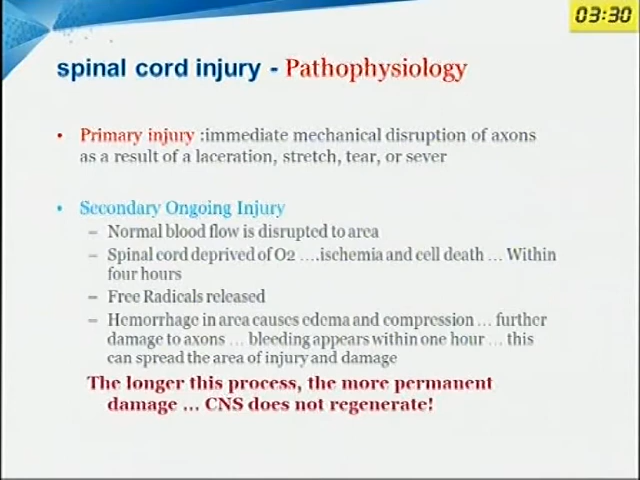 03:30
spinal cord injury - Pathophysiology
• Primary injury :immediate mechanical disruption of axons
as a result of a laceration, stretch, tear, or sever
• Secondary Ongoing Injury
– Normal blood flow is disrupted to area
– Spinal cord deprived of O2 ....ischemia and cell death ... Within
four hours
– Free Radicals released
– Hemorrhage in area causes edema and compression ... further
damage to axons ... bleeding appears within one hour ... this
can spread the area of injury and damage
The longer this process, the more permanent
damage ... CNS does not regenerate!